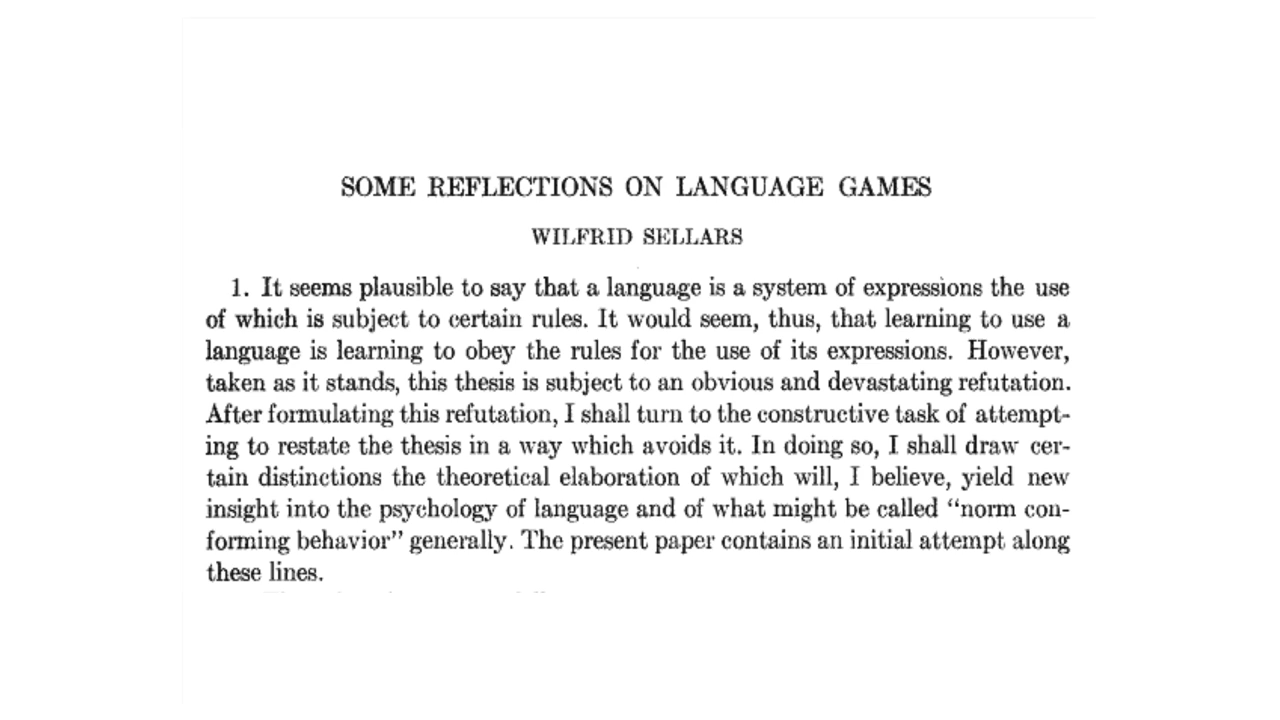 SOME REFLECTIONS ON LANGUAGE GAMES
WILFRID SELLARS
1. It seems plausible to say that a language is a system of expressions the use
of which is subject to certain rules. It would seem, thus, that learning to use a
language is learning to obey the rules for the use of its expressions. However,
taken as it stands, this thesis is subject to an obvious and devastating refutation.
After formulating this refutation, I shall turn to the constructive task of attempt-
ing to restate the thesis in a way which avoids it. In doing so, I shall draw cer-
tain distinctions the theoretical elaboration of which will, I believe, yield new
insight into the psychology of language and of what might be called “norm con-
forming behavior” generally. The present paper contains an initial attempt along
these lines.